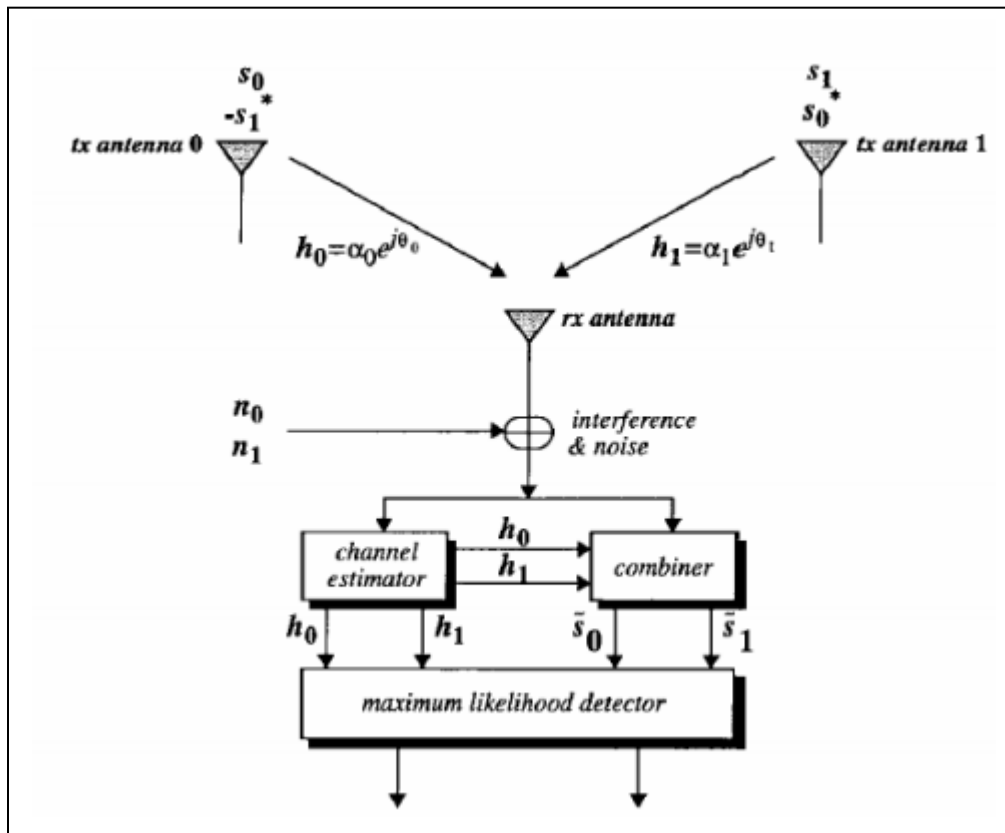 s₀
-s₁*
tx antenna 0
s₁
s₀*
tx antenna 1
h₀=α₀e^{jθ₀}
h₁=α₁e^{jθ₁}
rx antenna
n₀
n₁
interference
& noise
channel
estimator
h₀
h₁
combiner
h₀
h₁
s̃₀
s̃₁
maximum likelihood detector